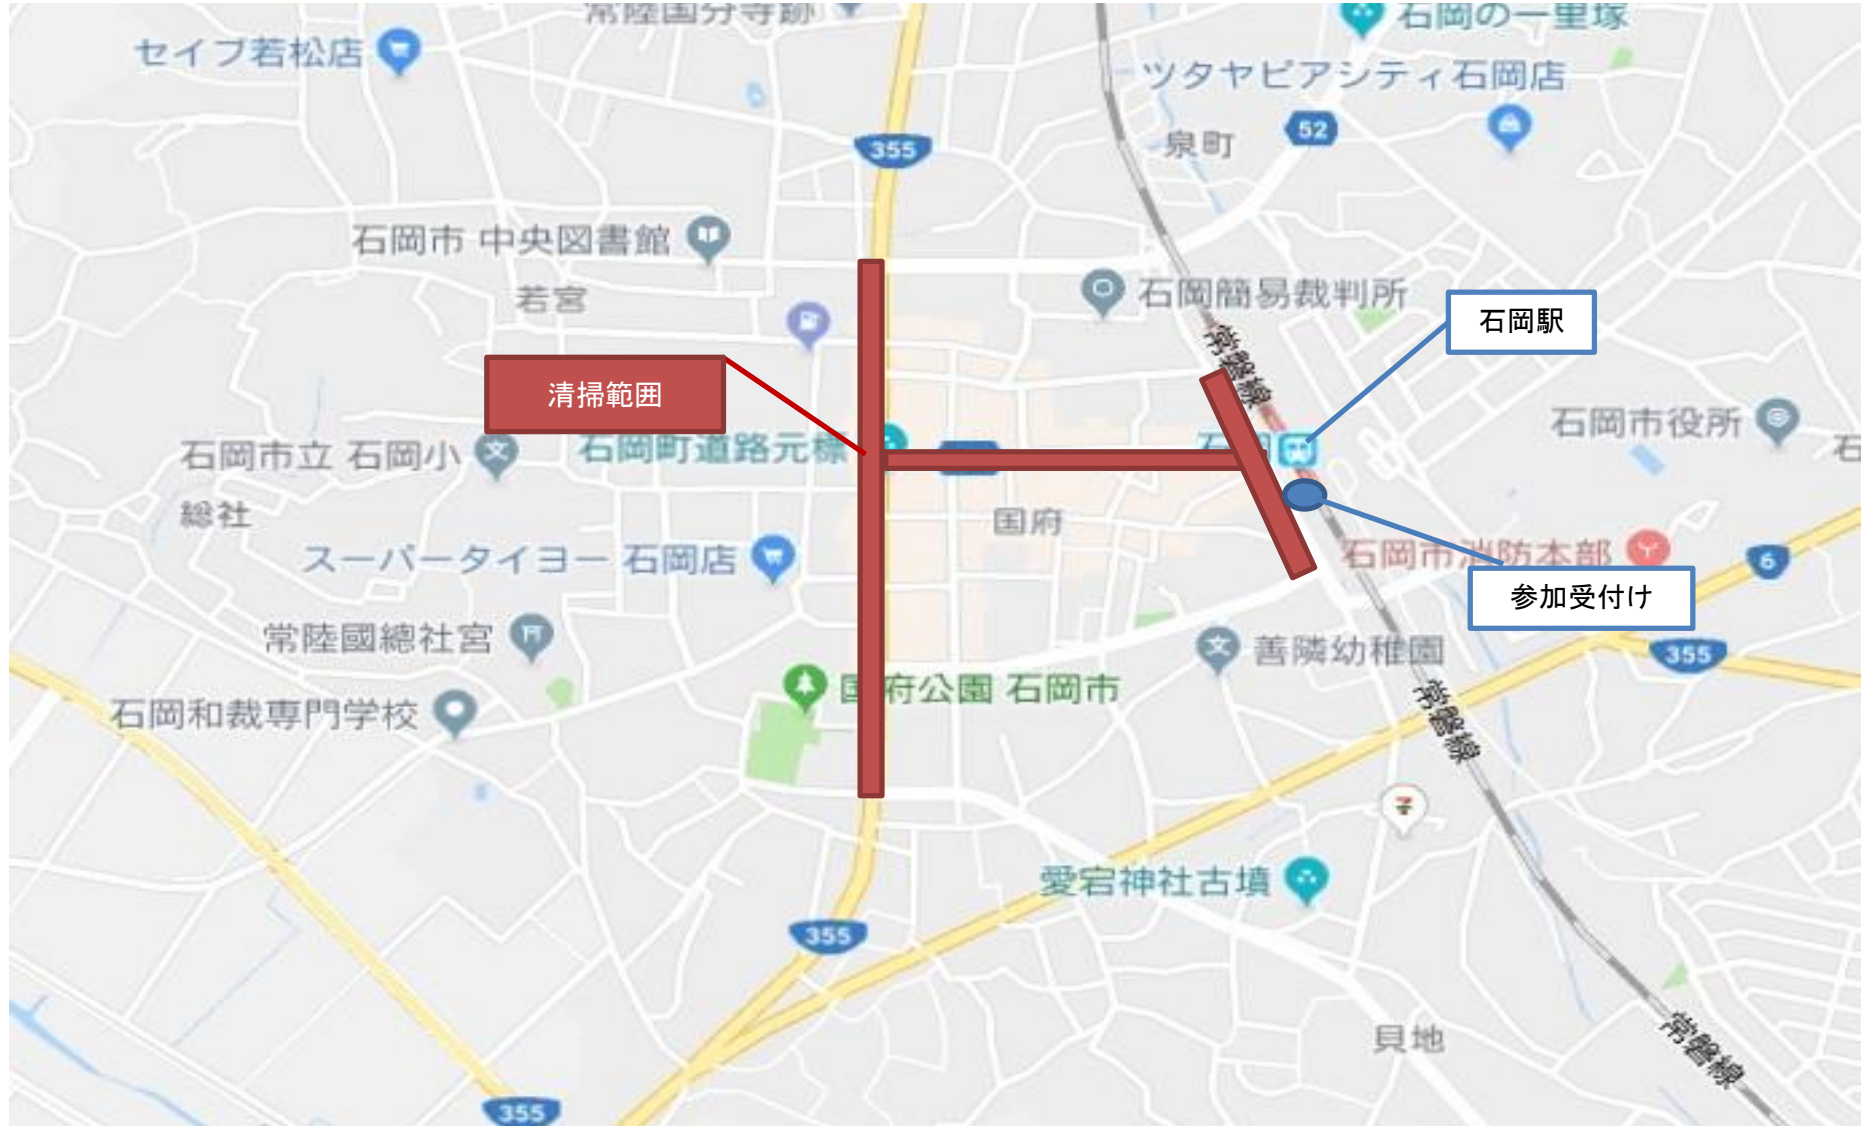 常陸国分寺跡
石岡の一里塚
セイブ若松店
ツタヤピアシティ石岡店
52
泉町
355
石岡市 中央図書館
若宮
石岡簡易裁判所
石岡駅
常磐線
清掃範囲
石岡市役所
石岡町道路元標
石岡市立 石岡小
総社
国府
石岡市消防本部
スーパータイヨー 石岡店
6
参加受付け
常陸國總社宮
善隣幼稚園
355
国府公園 石岡市
石岡和裁専門学校
常磐線
愛宕神社古墳
355
貝地
常磐線
355